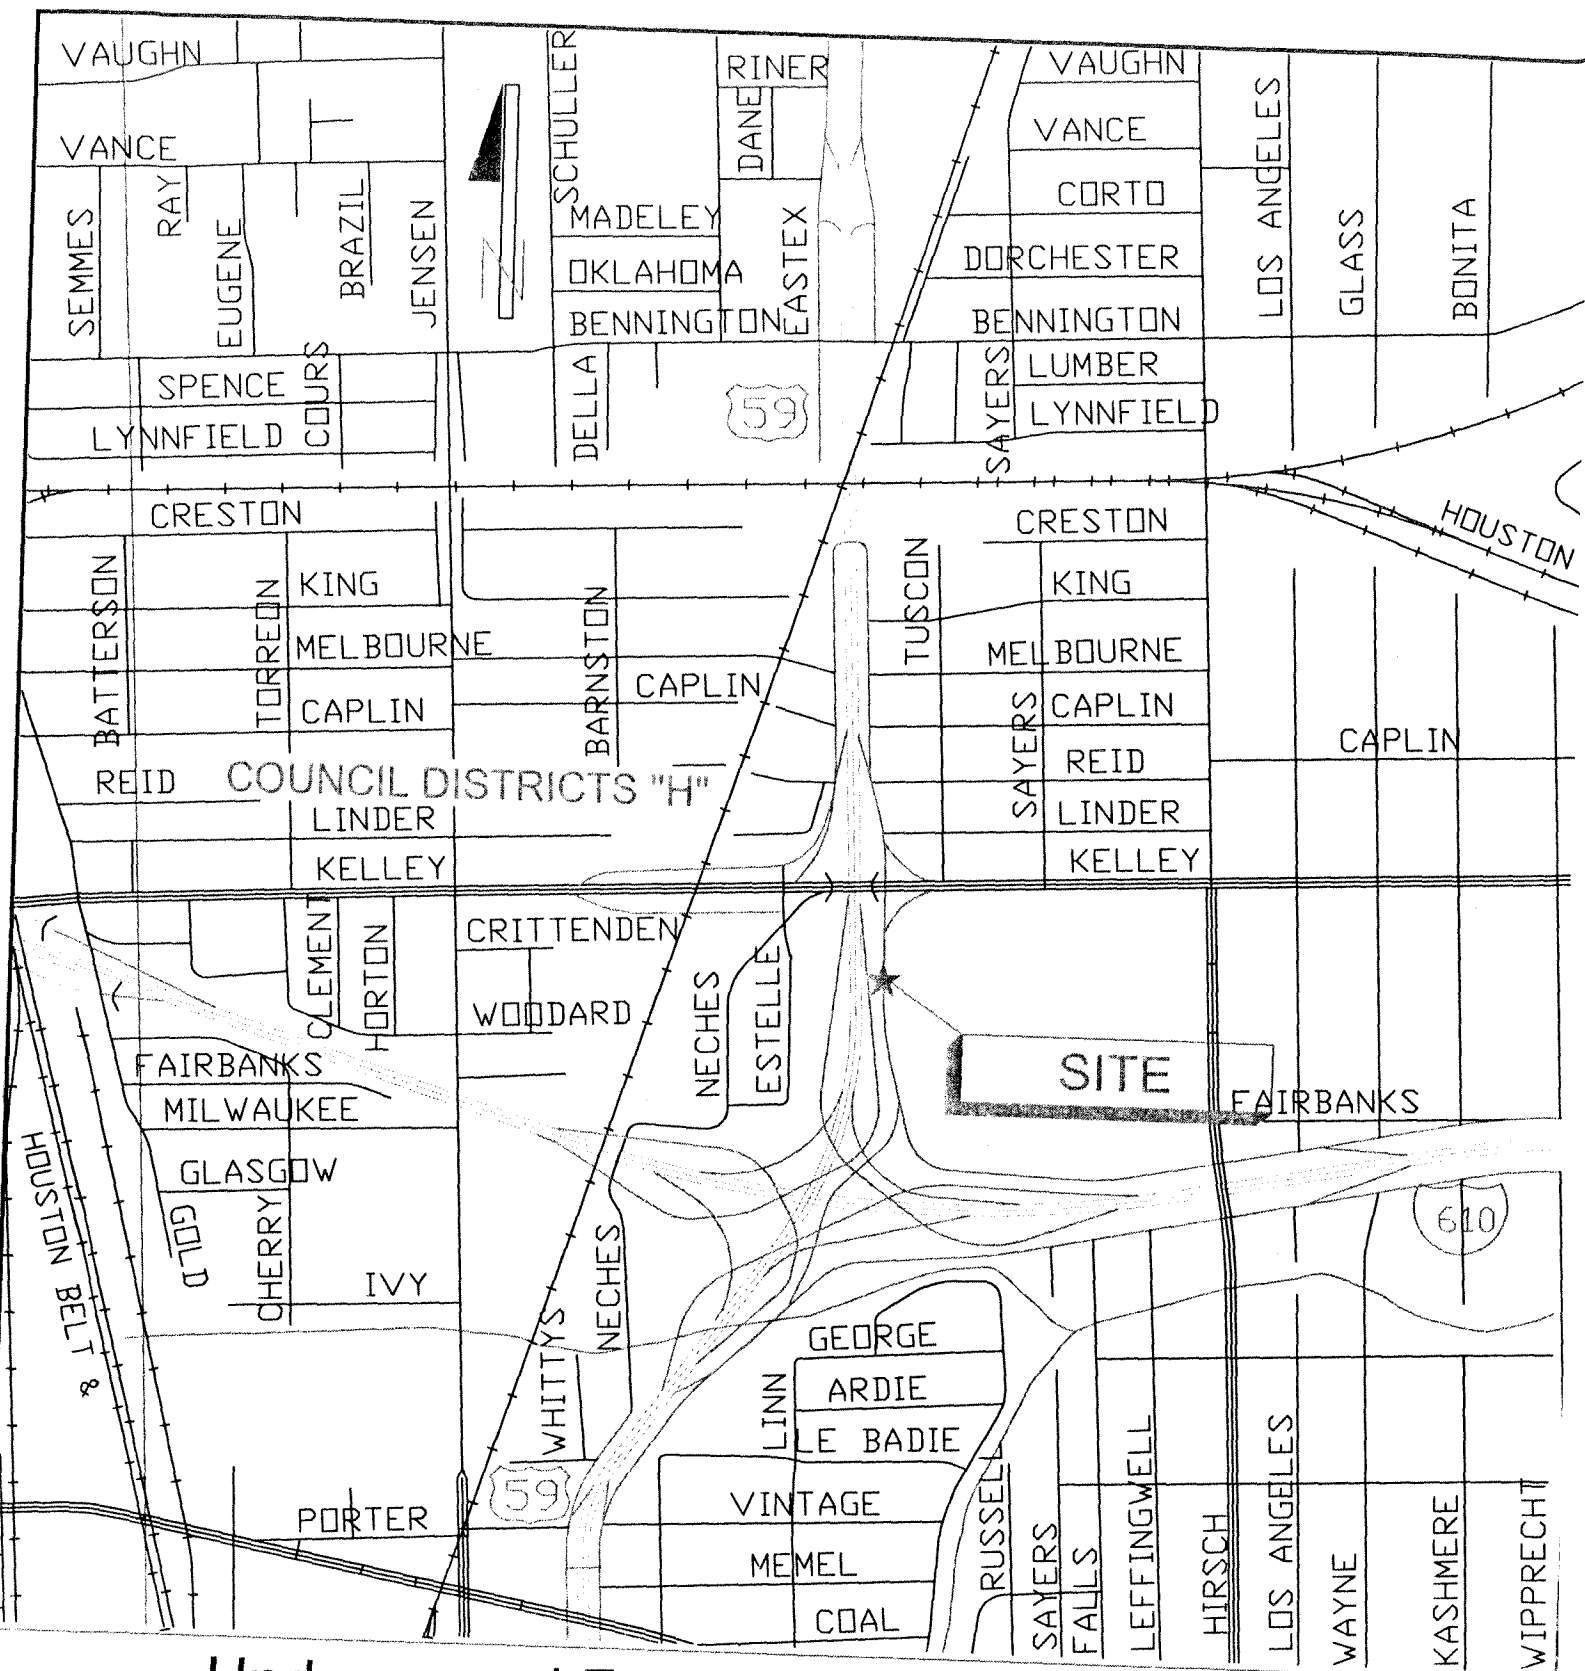 VAUGHN
SCHULLER
RINER
VAUGHN
DANE
LOS ANGELES
VANCE
VANCE
RAY
BRAZIL
CORTO
SEMMES
EUGENE
JENSEN
MADELEY
EASTEX
GLASS
BONITA
N
OKLAHOMA
DORCHESTER
BENNINGTON
BENNINGTON
SPENCE
COURS
DELLA
59
SAYERS
LUMBER
LYNNFIELD
LYNNFIELD
CRESTON
CRESTON
HOUSTON
BATTERSON
TORREON
KING
BARNSTON
TUSCON
KING
MELBOURNE
MELBOURNE
CAPLIN
CAPLIN
SAYERS
CAPLIN
CAPLIN
REID
COUNCIL DISTRICTS "H"
REID
LINDER
LINDER
KELLEY
KELLEY
CLEMENT
HORTON
CRITTENDEN
NECHES
ESTELLE
WOODARD
FAIRBANKS
SITE
MILWAUKEE
FAIRBANKS
HOUSTON BELT &
GLASGOW
GOLD
CHERRY
NECHES
610
IVY
WHITTYS
GEORGE
LINN
ARDIE
LE BADIE
59
RUSSELL
LEFFINGWELL
LOS ANGELES
PORTER
VINTAGE
MEMEL
SAYERS
FALLS
HIRSCH
WAYNE
KASHMERE
WIPPRECHT
COAL